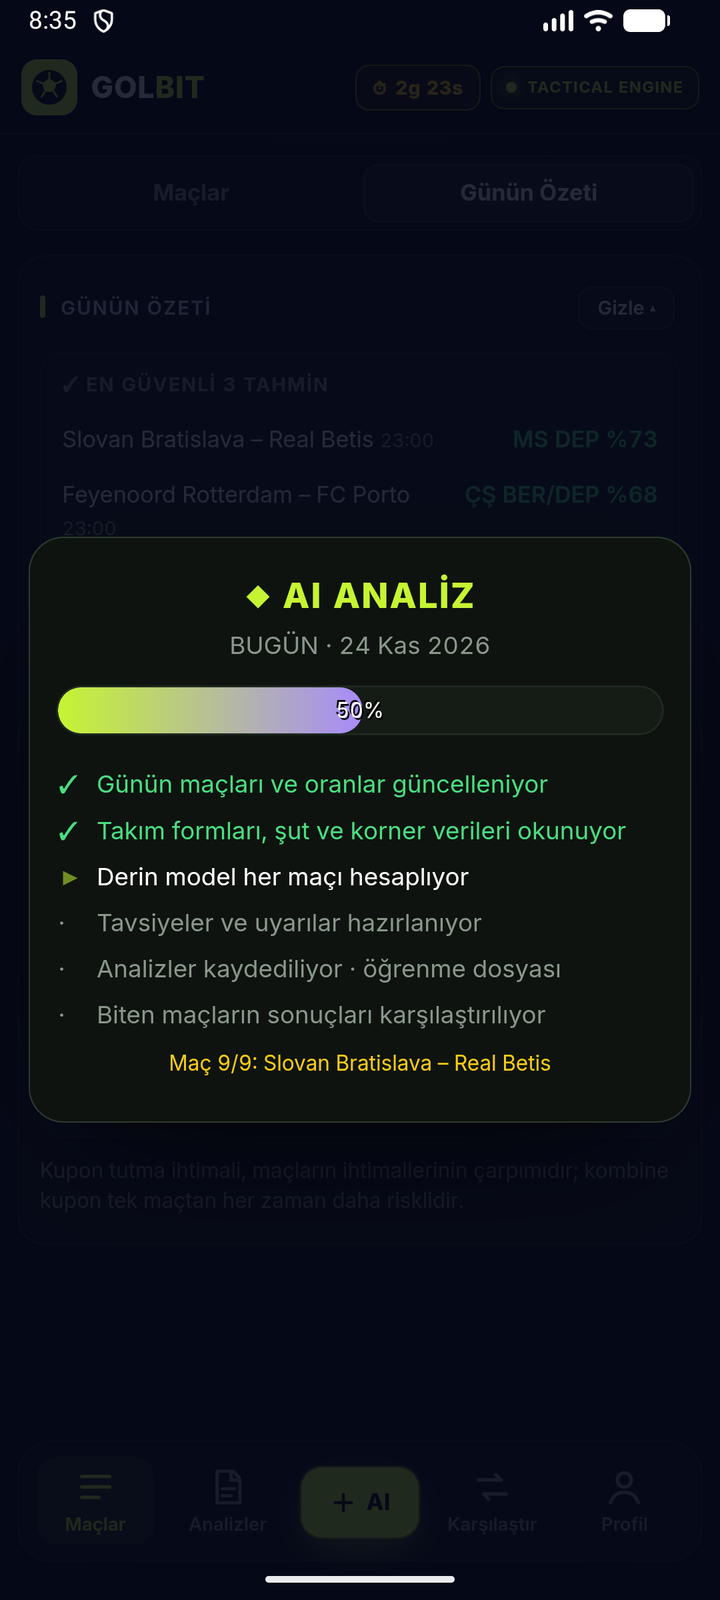 8:35
GOLBIT
2g 23s
TACTICAL ENGINE
Maçlar
Günün Özeti
GÜNÜN ÖZETİ
Gizle
✓ EN GÜVENLİ 3 TAHMİN
Slovan Bratislava – Real Betis 23:00 MS DEP %73
Feyenoord Rotterdam – FC Porto ÇŞ BER/DEP %68
23:00
◆ AI ANALİZ
BUGÜN · 24 Kas 2026
50%
✓ Günün maçları ve oranlar güncelleniyor
✓ Takım formları, şut ve korner verileri okunuyor
▶ Derin model her maçı hesaplıyor
· Tavsiyeler ve uyarılar hazırlanıyor
· Analizler kaydediliyor · öğrenme dosyası
· Biten maçların sonuçları karşılaştırılıyor
Maç 9/9: Slovan Bratislava – Real Betis
Kupon tutma ihtimali, maçların ihtimallerinin çarpımıdır; kombine
kupon tek maçtan her zaman daha risklidir.
Maçlar
Analizler
+ AI
Karşılaştır
Profil